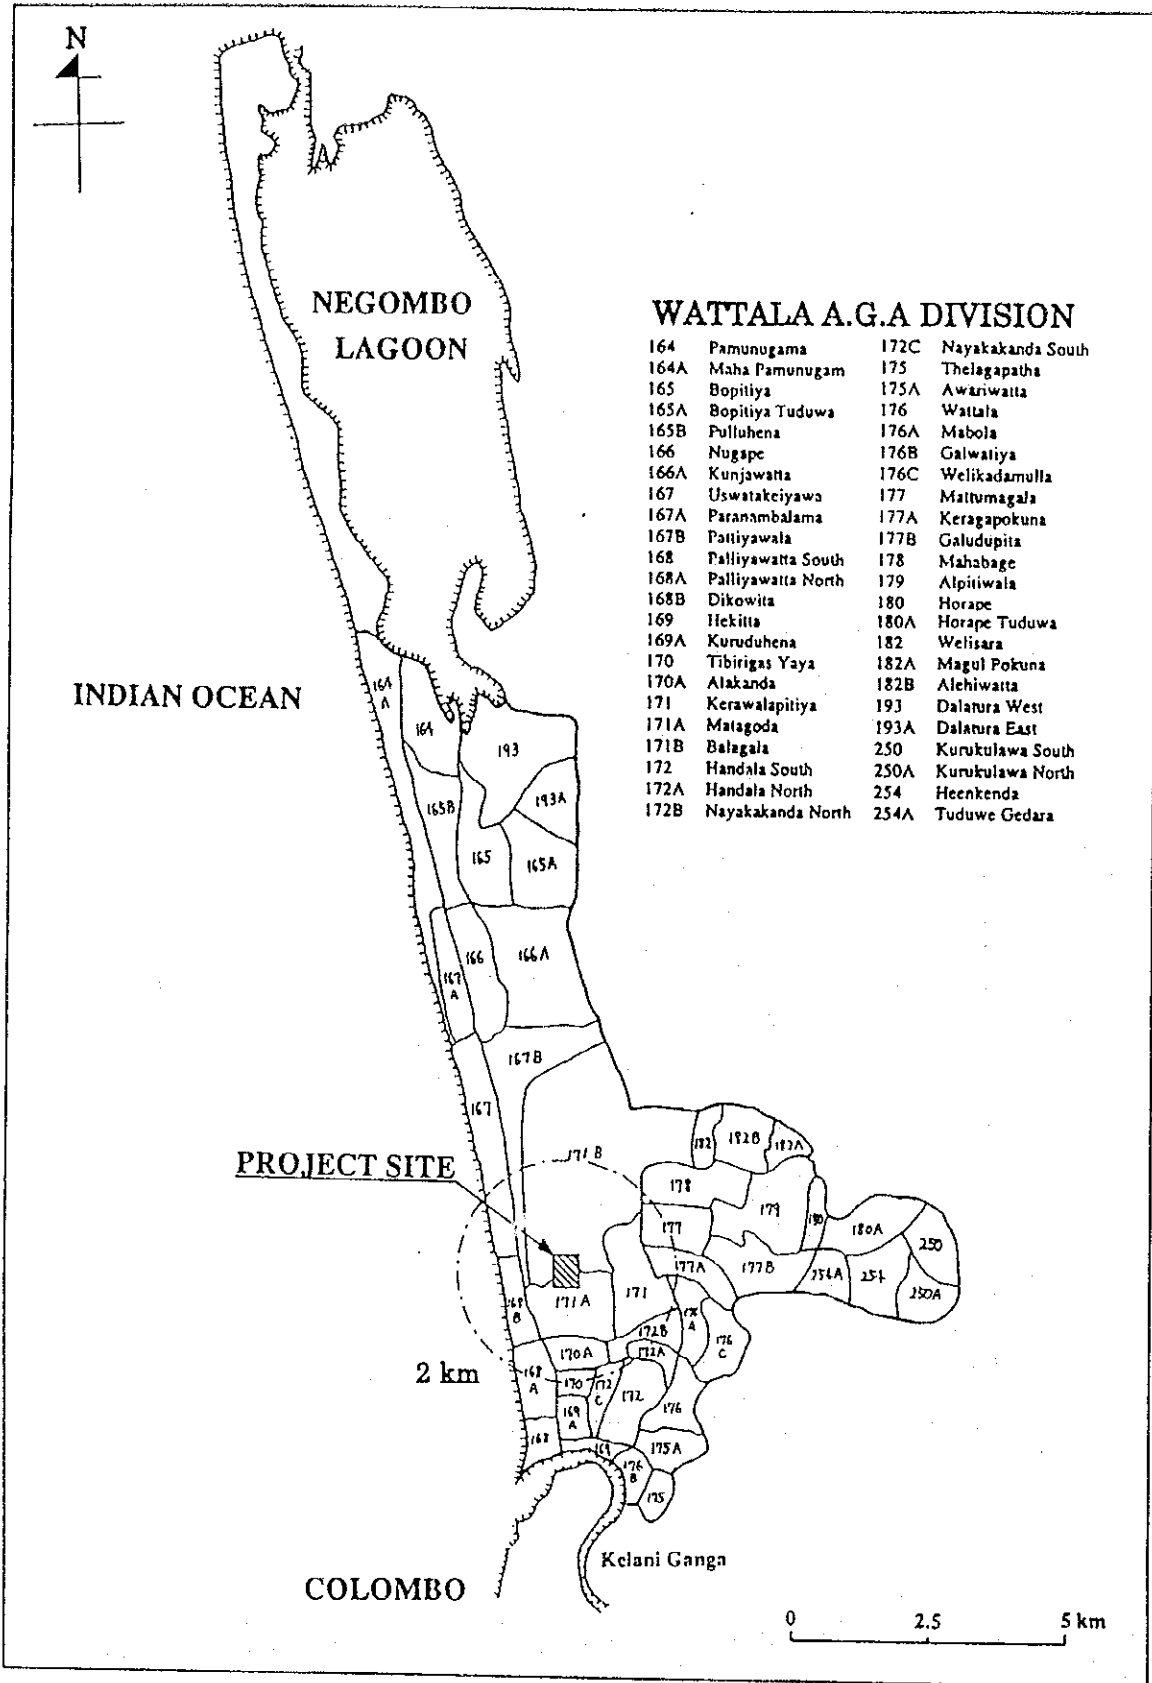 N
NEGOMBO
LAGOON
WATTALA A.G.A DIVISION
164 Pamunugama 172C Nayakakanda South
164A Maha Pamunugam 175 Thelagapatha
165 Bopitiya 175A Awariwatta
165A Bopitiya Tuduwa 176 Wattala
165B Pulluhena 176A Mabola
166 Nugape 176B Galwatiya
166A Kunjawatta 176C Welikadamulla
167 Uswatakeiyawa 177 Mattumagala
167A Paranambalama 177A Keragapokuna
167B Pattiyawala 177B Galudupita
168 Palliyawatta South 178 Mahabage
168A Palliyawatta North 179 Alpitiwala
168B Dikowita 180 Horape
169 Hekitta 180A Horape Tuduwa
169A Kuruduhena 182 Welisara
170 Tibirigas Yaya 182A Magul Pokuna
170A Alakanda 182B Alehiwatta
171 Kerawalapitiya 193 Dalatura West
171A Matagoda 193A Dalatura East
171B Balagala 250 Kurukulawa South
172 Handala South 250A Kurukulawa North
172A Handala North 254 Heenkenda
172B Nayakakanda North 254A Tuduwe Gedara
INDIAN OCEAN
164
A
164
193
193A
165B
165
165A
166
166A
167
A
167B
167
182
182B
182A
171B
PROJECT SITE
178
179
180
180A
250
177
177A
177B
254A
254
250A
171
171A
168
B
176
A
176
C
172B
172A
170A
2 km
168
A
170
172
C
172
176
169
A
168
169
175A
176
B
175
Kelani Ganga
COLOMBO
0 2.5 5 km